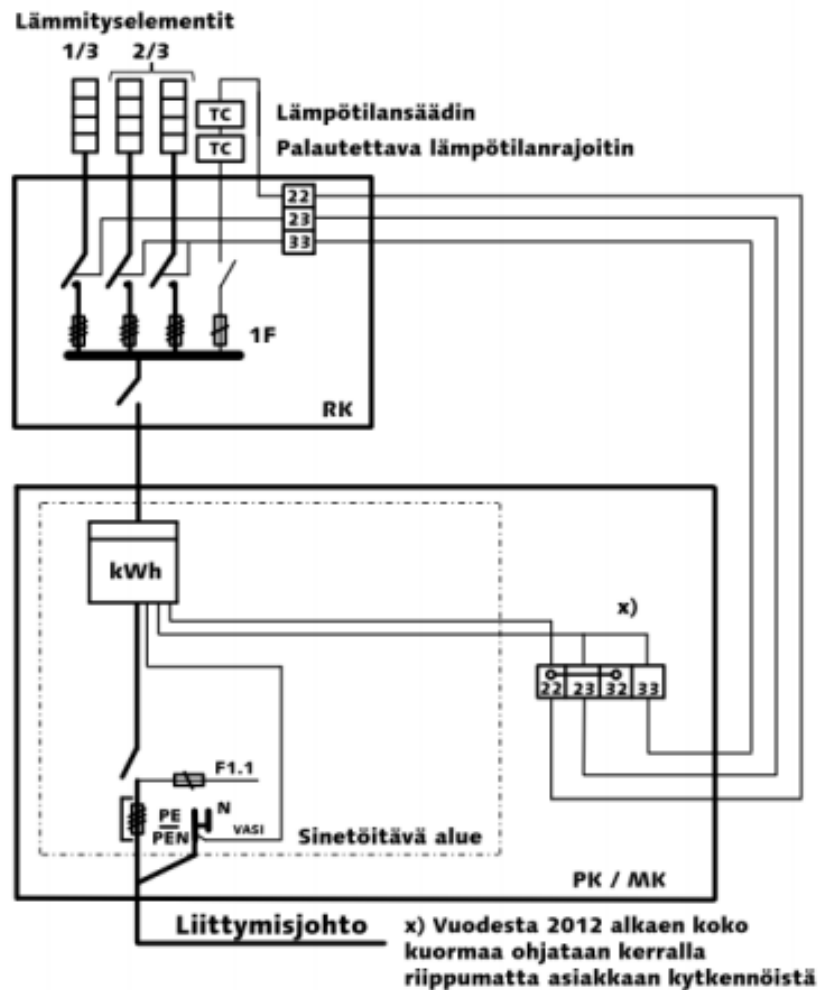 Lämmityselementit
1/3 2/3
TC Lämpötilansäädin
TC Palautettava lämpötilanrajoitin
22
23
33
1F
RK
kWh
x)
22 23 32 33
F1.1
N
PE
PEN
VASI
Sinetöitävä alue
PK / MK
Liittymisjohto
x) Vuodesta 2012 alkaen koko
kuormaa ohjataan kerralla
riippumatta asiakkaan kytkennöistä